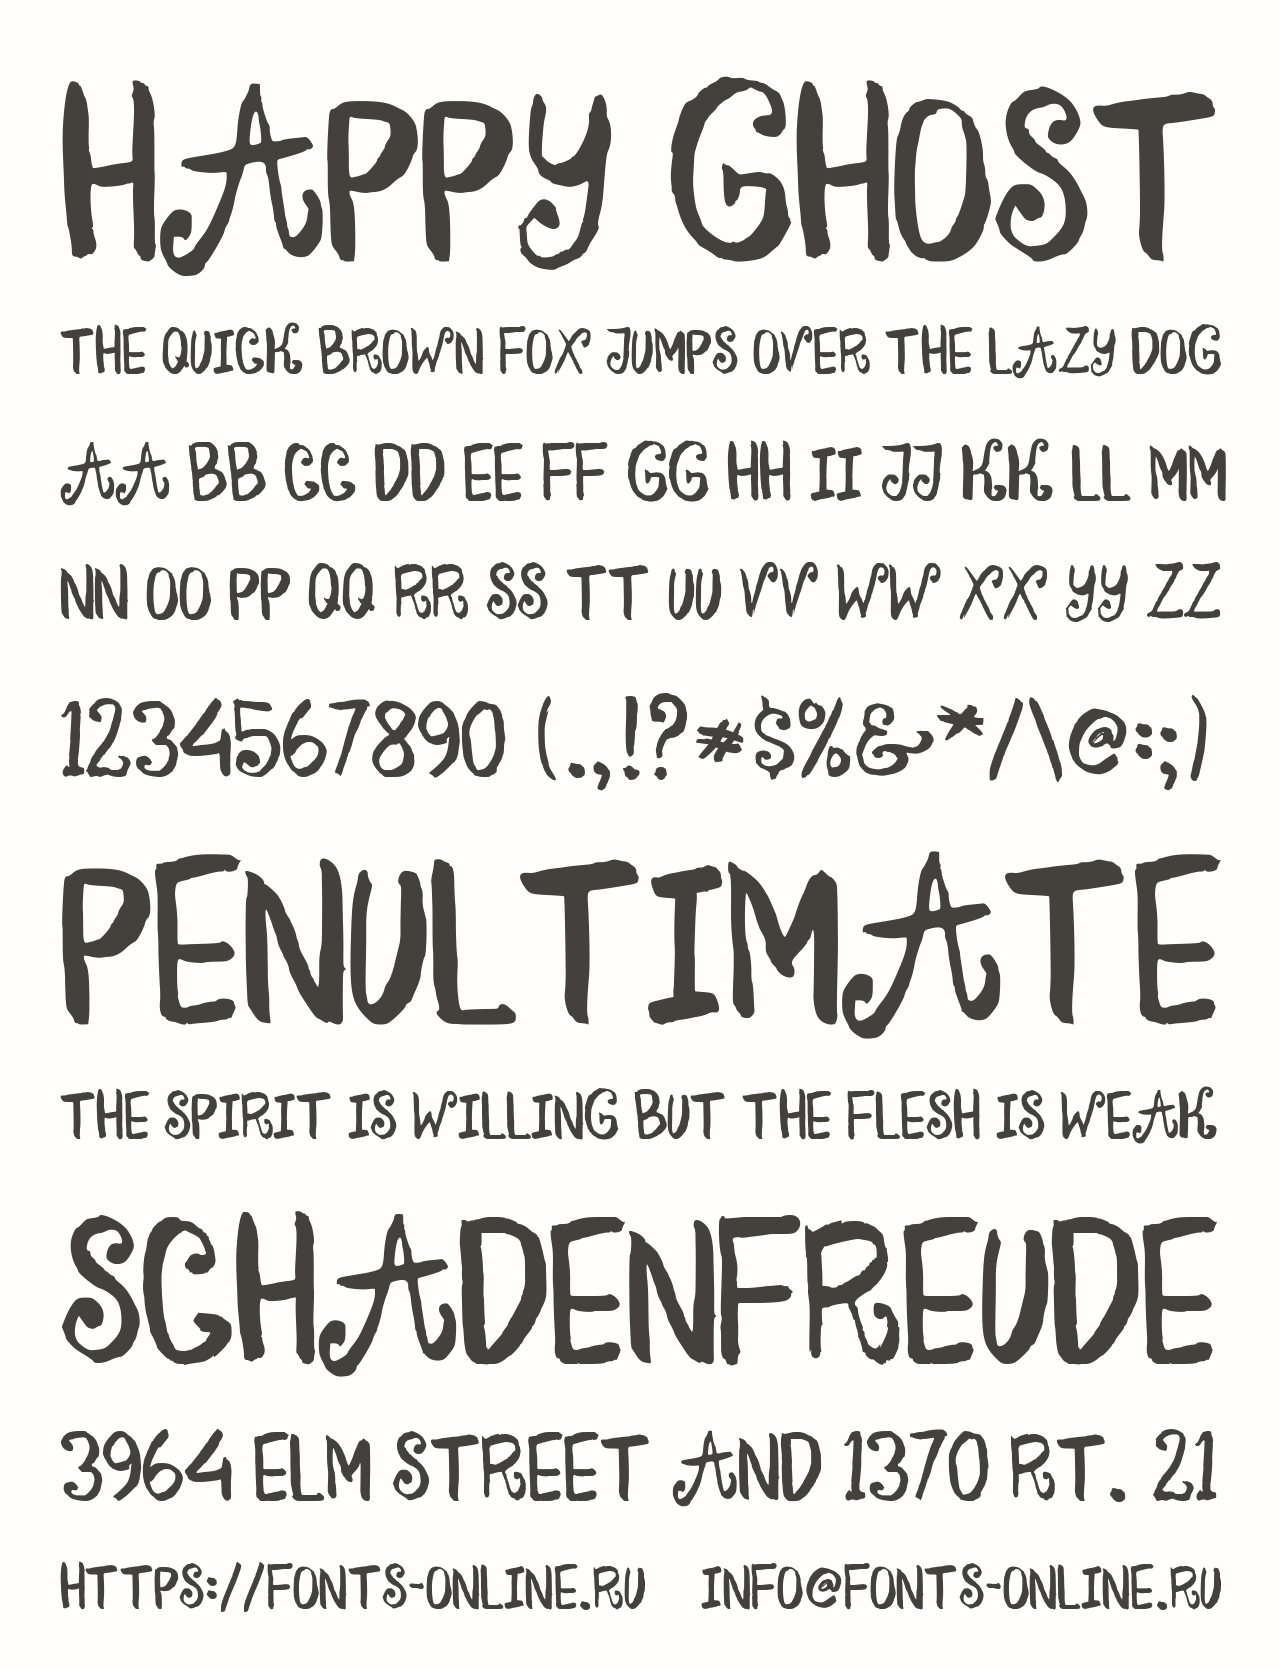 HAPPY GHOST
THE QUICK BROWN FOX JUMPS OVER THE LAZY DOG
AA BB CC DD EE FF GG HH II JJ KK LL MM
NN OO PP QQ RR SS TT UU VV WW XX YY ZZ
1234567890 (.,!?#$%&*/\@:;)
PENULTIMATE
THE SPIRIT IS WILLING BUT THE FLESH IS WEAK
SCHADENFREUDE
3964 ELM STREET AND 1370 RT. 21
HTTPS://FONTS-ONLINE.RU INFO@FONTS-ONLINE.RU